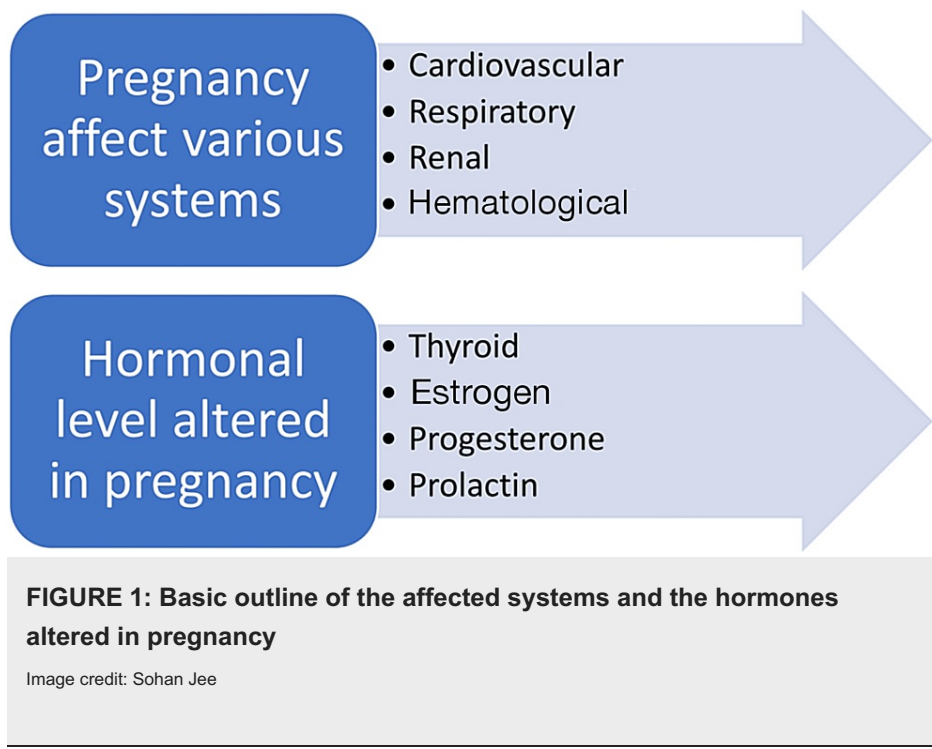 Pregnancy
affect various
systems
• Cardiovascular
• Respiratory
• Renal
• Hematological
Hormonal
level altered
in pregnancy
• Thyroid
• Estrogen
• Progesterone
• Prolactin
FIGURE 1: Basic outline of the affected systems and the hormones
altered in pregnancy
Image credit: Sohan Jee